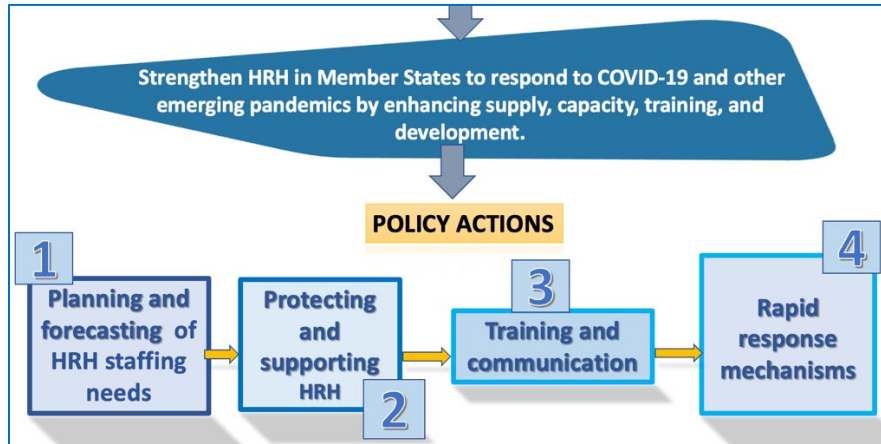 Strengthen HRH in Member States to respond to COVID-19 and other
emerging pandemics by enhancing supply, capacity, training, and
development.
POLICY ACTIONS
1
Planning and
forecasting of
HRH staffing
needs
Protecting
and
supporting
HRH
2
3
Training and
communication
4
Rapid
response
mechanisms